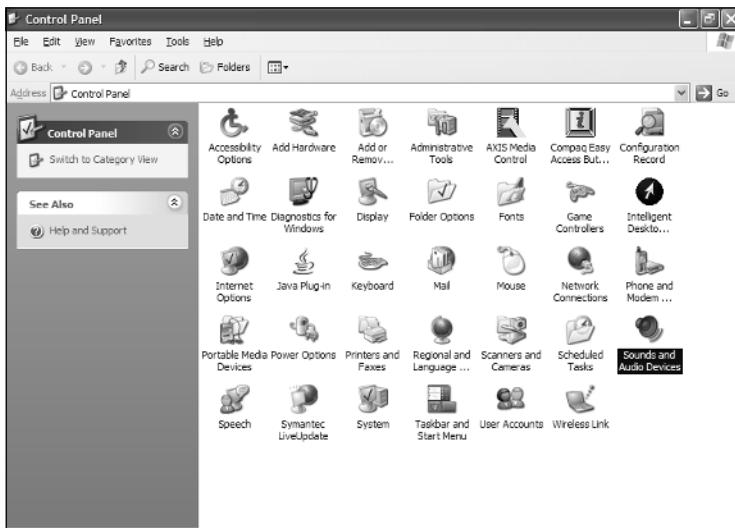 Control Panel
File Edit View Favorites Tools Help
Back Search Folders
Address Control Panel Go
Control Panel
Switch to Category View
See Also
Help and Support
Accessibility Options
Add Hardware
Add or Remov...
Administrative Tools
AXIS Media Control
Compaq Easy Access But...
Configuration Record
Date and Time
Diagnostics for Windows
Display
Folder Options
Fonts
Game Controllers
Intelligent Deskto...
Internet Options
Java Plug-in
Keyboard
Mail
Mouse
Network Connections
Phone and Modem ...
Portable Media Devices
Power Options
Printers and Faxes
Regional and Language ...
Scanners and Cameras
Scheduled Tasks
Sounds and Audio Devices
Speech
Symantec LiveUpdate
System
Taskbar and Start Menu
User Accounts
Wireless Link